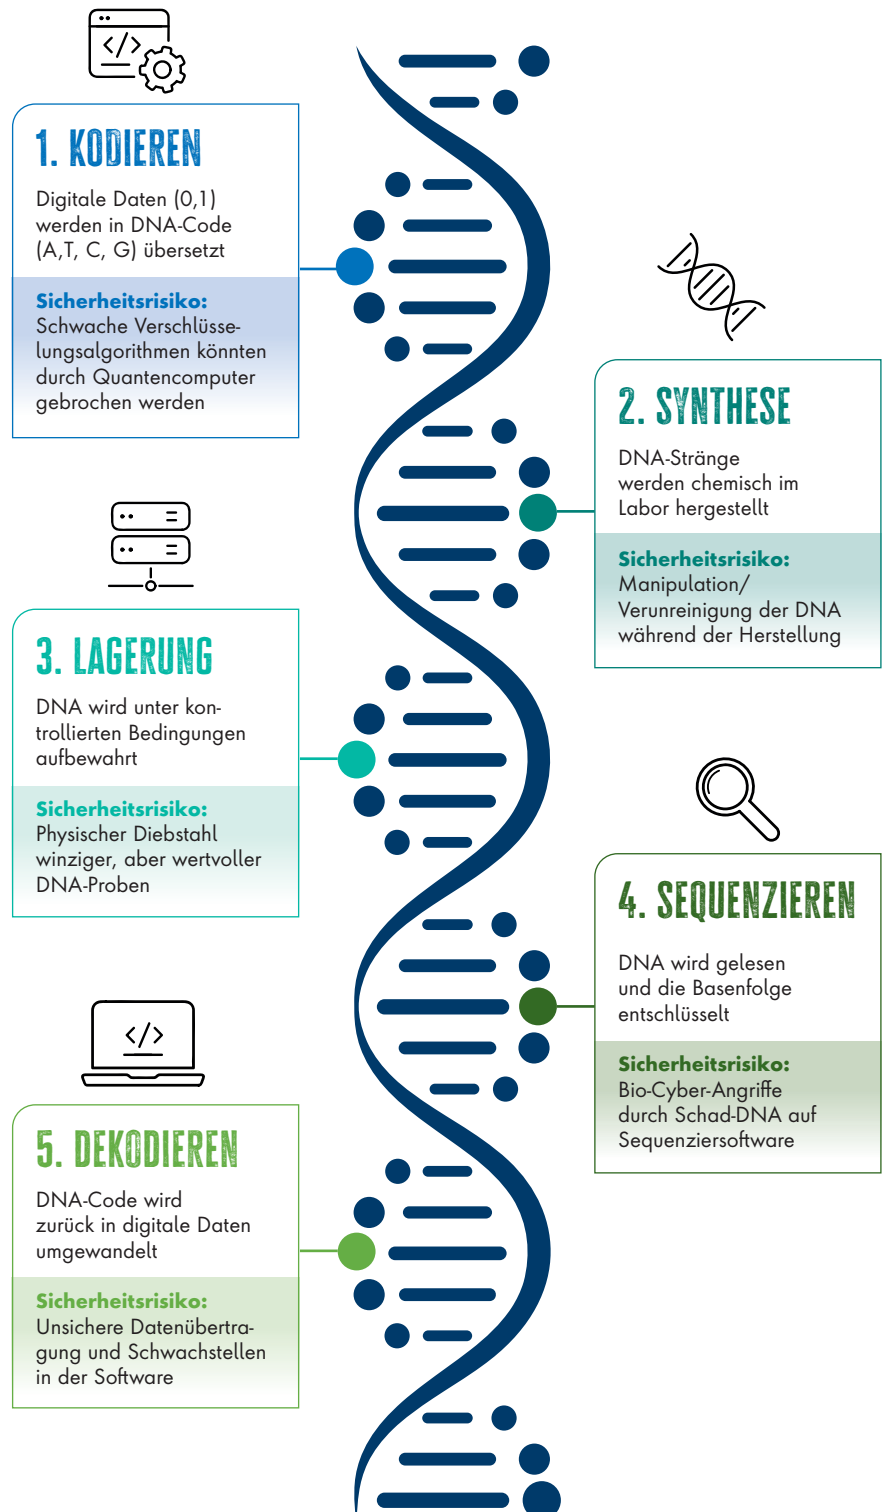 1. KODIEREN
Digitale Daten (0,1)
werden in DNA-Code
(A,T, C, G) übersetzt
Sicherheitsrisiko:
Schwache Verschlüsse-
lungsalgorithmen könnten
durch Quantencomputer
gebrochen werden
2. SYNTHESE
DNA-Stränge
werden chemisch im
Labor hergestellt
Sicherheitsrisiko:
Manipulation/
Verunreinigung der DNA
während der Herstellung
3. LAGERUNG
DNA wird unter kon-
trollierten Bedingungen
aufbewahrt
Sicherheitsrisiko:
Physischer Diebstahl
winziger, aber wertvoller
DNA-Proben
4. SEQUENZIEREN
DNA wird gelesen
und die Basenfolge
entschlüsselt
Sicherheitsrisiko:
Bio-Cyber-Angriffe
durch Schad-DNA auf
Sequenziersoftware
5. DEKODIEREN
DNA-Code wird
zurück in digitale Daten
umgewandelt
Sicherheitsrisiko:
Unsichere Datenübertra-
gung und Schwachstellen
in der Software